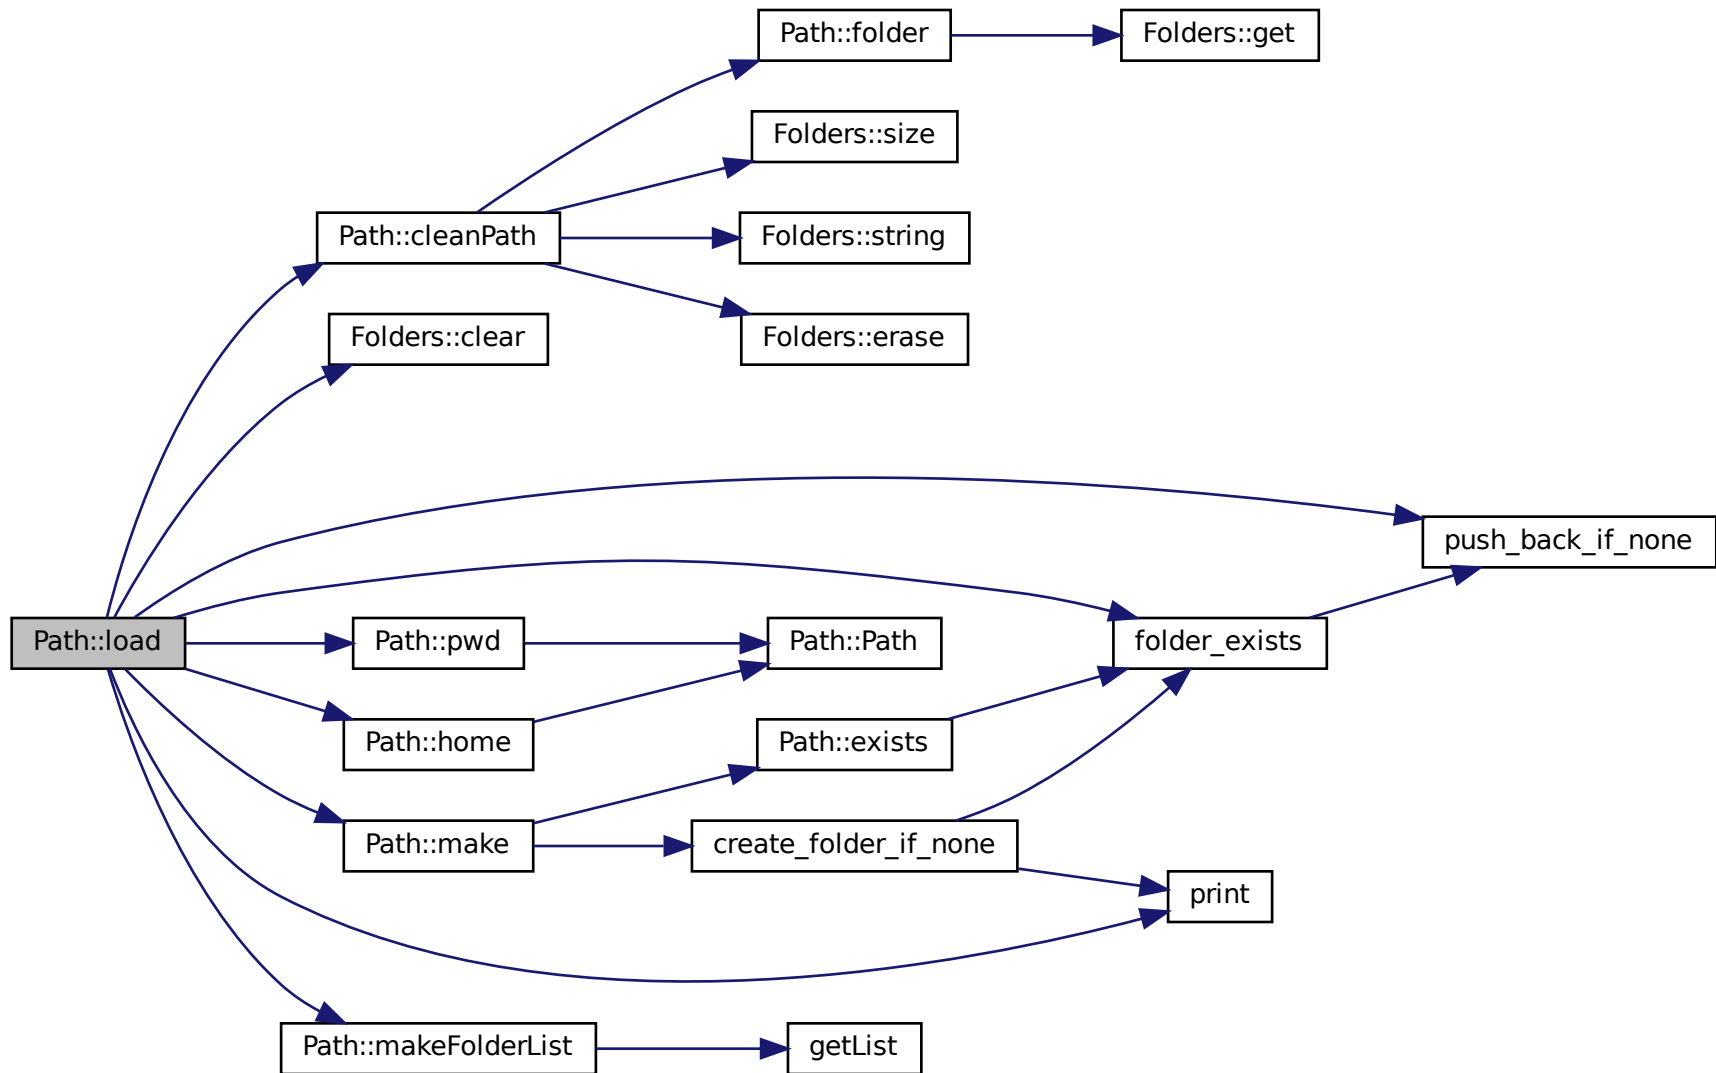 Path::folder
Folders::get
Folders::size
Path::cleanPath
Folders::string
Folders::erase
Folders::clear
push_back_if_none
Path::load
Path::pwd
Path::Path
folder_exists
Path::home
Path::exists
Path::make
create_folder_if_none
print
Path::makeFolderList
getList